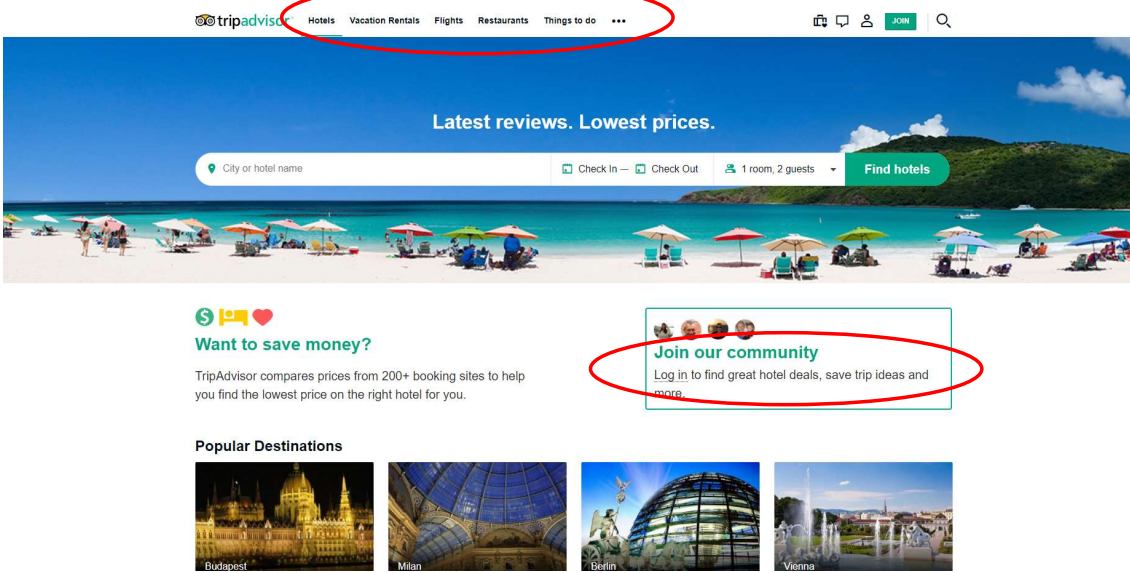 tripadvisor Hotels Vacation Rentals Flights Restaurants Things to do ••• JOIN
Latest reviews. Lowest prices.
City or hotel name Check In — Check Out 1 room, 2 guests Find hotels
Want to save money?
TripAdvisor compares prices from 200+ booking sites to help
you find the lowest price on the right hotel for you.
Join our community
Log in to find great hotel deals, save trip ideas and
more.
Popular Destinations
Budapest Milan Berlin Vienna